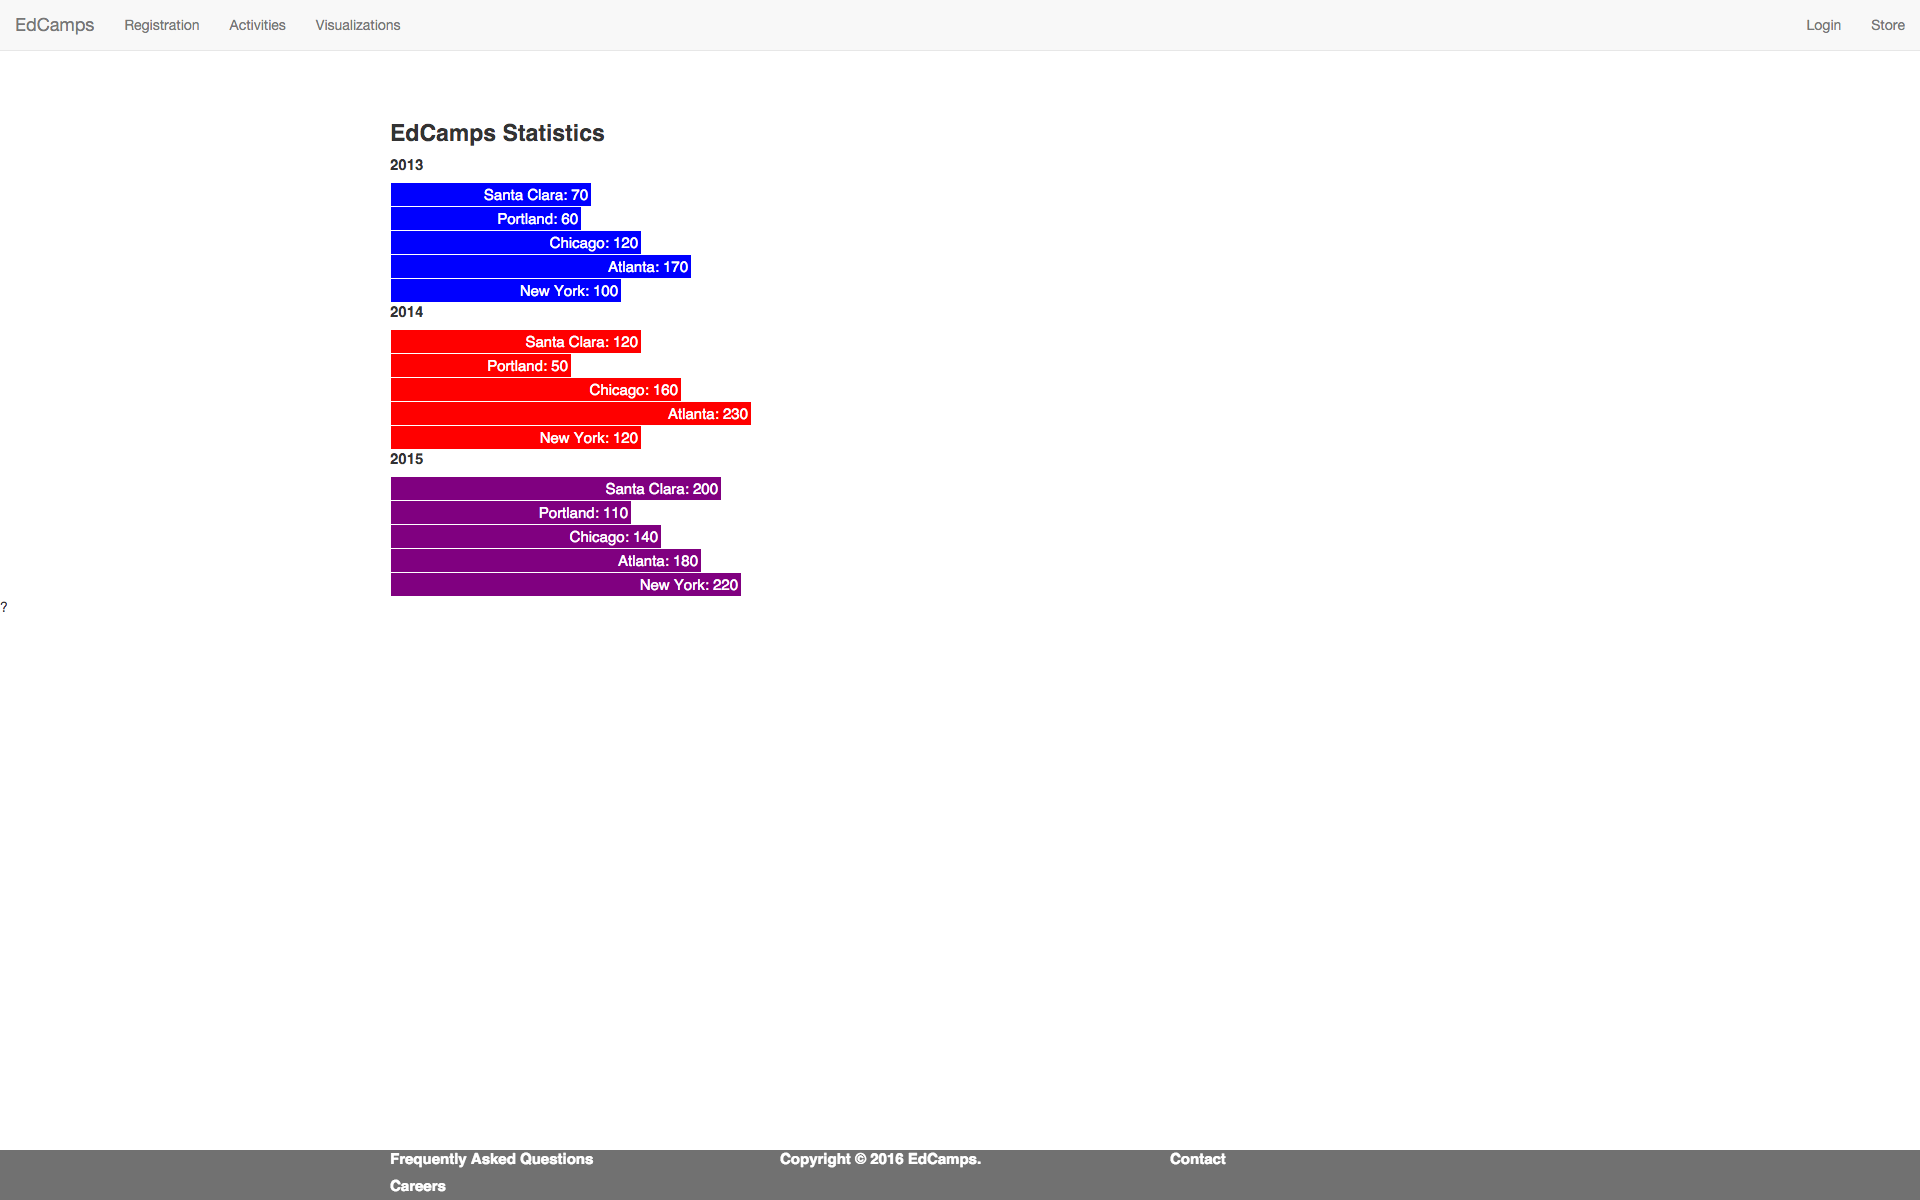 EdCamps Registration Activities Visualizations Login Store
EdCamps Statistics
2013
Santa Clara: 70
Portland: 60
Chicago: 120
Atlanta: 170
New York: 100
2014
Santa Clara: 120
Portland: 50
Chicago: 160
Atlanta: 230
New York: 120
2015
Santa Clara: 200
Portland: 110
Chicago: 140
Atlanta: 180
New York: 220
?
Frequently Asked Questions Copyright © 2016 EdCamps. Contact
Careers